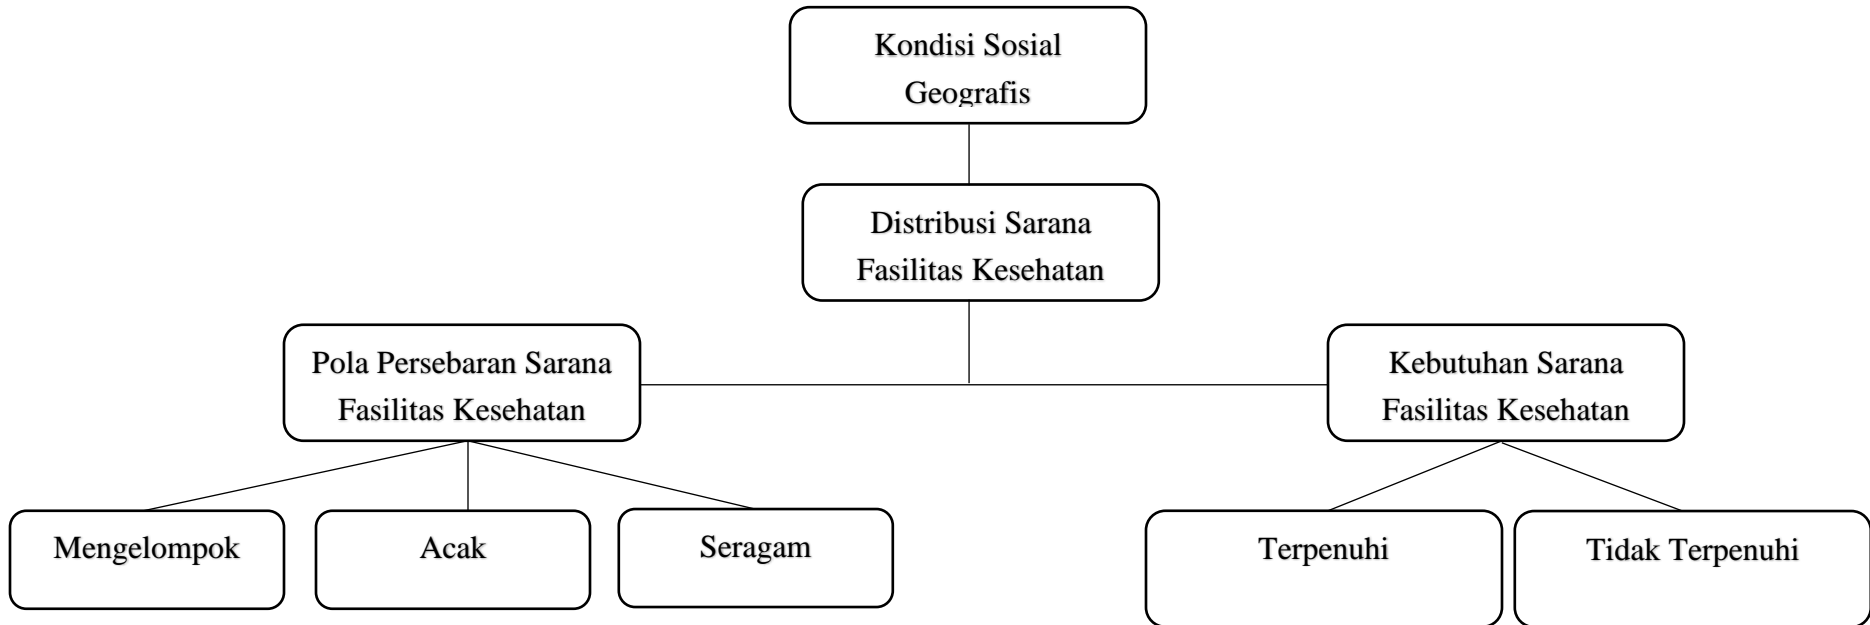 Kondisi Sosial
Geografis
Distribusi Sarana
Fasilitas Kesehatan
Pola Persebaran Sarana
Fasilitas Kesehatan
Kebutuhan Sarana
Fasilitas Kesehatan
Mengelompok
Acak
Seragam
Terpenuhi
Tidak Terpenuhi